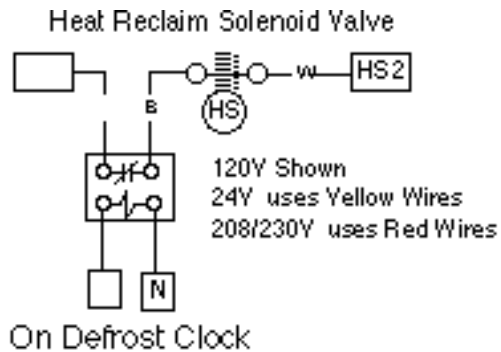 Heat Reclaim Solenoid Valve
W
HS2
B
HS
120V Shown
24V uses Yellow Wires
208/230V uses Red Wires
N
On Defrost Clock